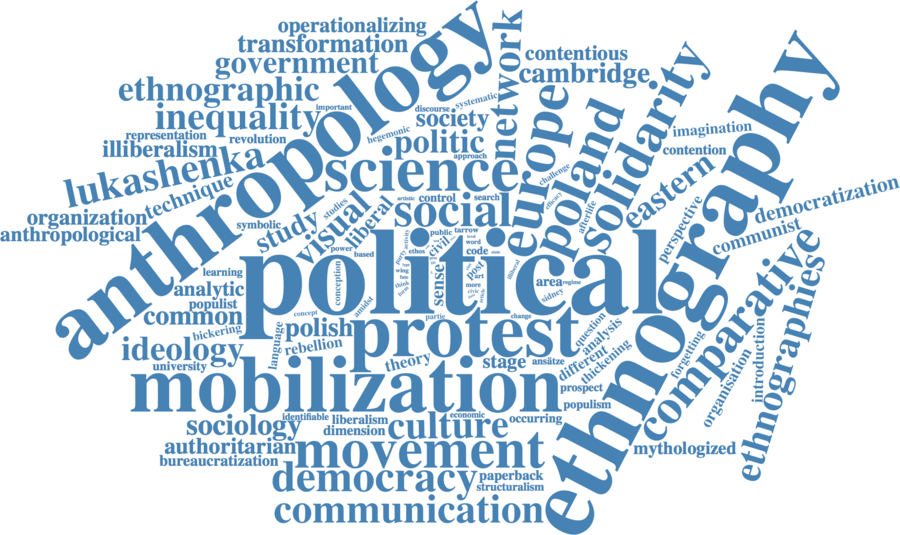 operationalizing
transformation
government
ethnographic
inequality
important
representation
revolution
illiberalism
lukashenka
technique
organization
anthropological
anthropology
network
contentious
cambridge
systematic
discourse
society
hegemonic
politic
approach
science
europe
poland
solidarity
imagination
contention
eastern
ethnography
democratization
communist
perspective
challenge
efficacy
afterlife
symbolic
study
studies
visual
liberal
artistic
control
search
social
power
based
public
tarrow
word
code
civil
ethos
sense
post
art
more
wing
think
illiberal
area
regime
sidney
learning
analytic
populist
common
bickering
conception
amidst
political
concept
partie
change
polish
language
rebellion
protest
question
analysis
different
thickening
ideology
university
theory
stage
ansätze
prospect
populism
mobilization
forgetting
comparative
introduction
organisation
ethnographies
mythologized
sociology
identifiable
liberalism
dimension
culture
economic
occurring
authoritarian
bureaucratization
movement
democracy
paperback
structuralism
communication